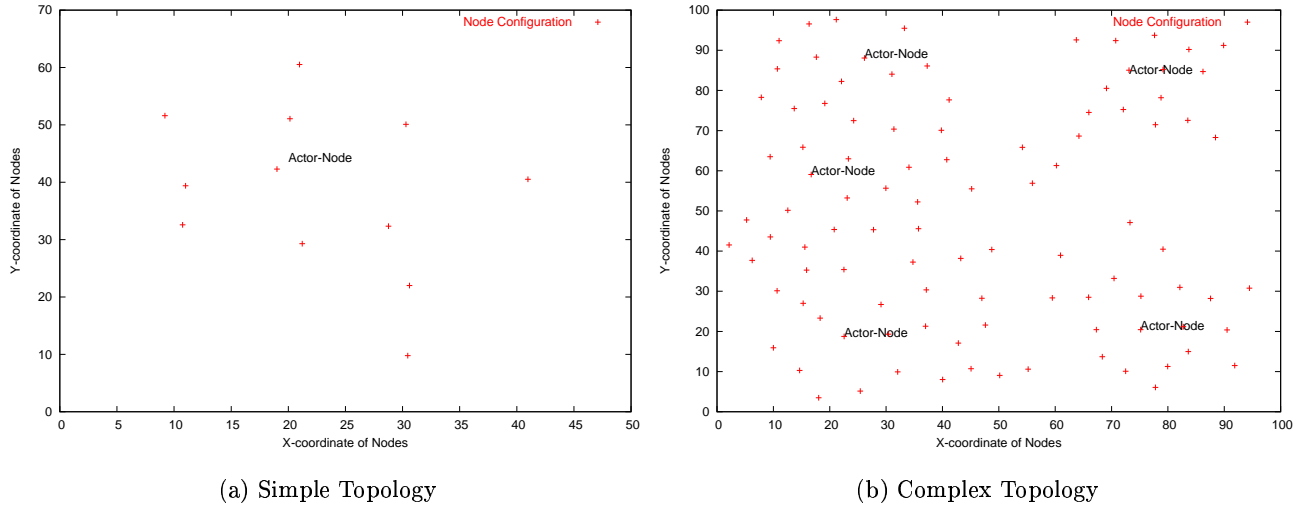 Node Configuration
Actor-Node
70
60
50
40
30
20
10
0
0 5 10 15 20 25 30 35 40 45 50
Y-coordinate of Nodes
X-coordinate of Nodes
(a) Simple Topology
Node Configuration
Actor-Node
Actor-Node
Actor-Node
Actor-Node
Actor-Node
100
90
80
70
60
50
40
30
20
10
0
0 10 20 30 40 50 60 70 80 90 100
Y-coordinate of Nodes
X-coordinate of Nodes
(b) Complex Topology